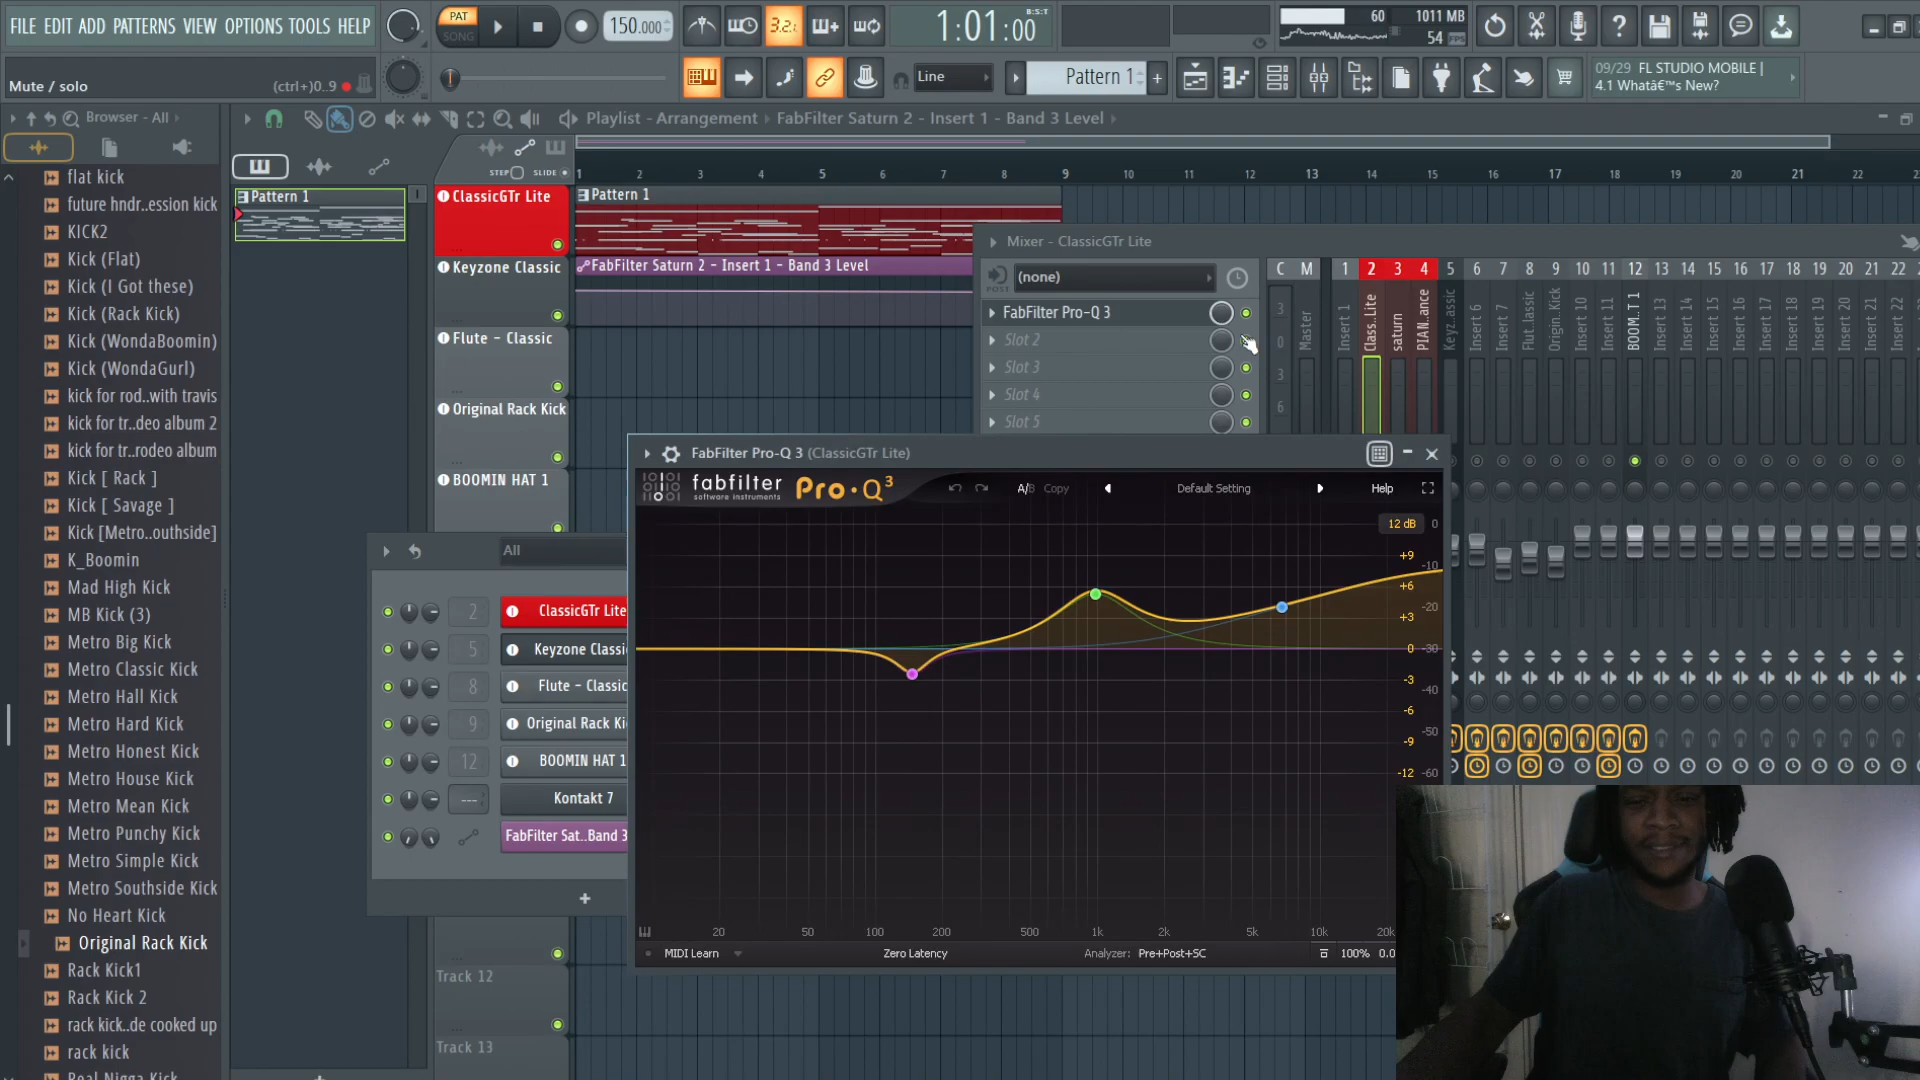 FILE EDIT ADD PATTERNS VIEW OPTIONS TOOLS HELP
PAT
SONG
150.000
3.2.
B:S:T
1:01:00
60
1011 MB
54
FPS
Mute / solo
(ctrl+)0..9
Line
Pattern 1
+
09/29 FL STUDIO MOBILE |
4.1 Whatâ€™s New?
Browser - All
Playlist - Arrangement
FabFilter Saturn 2 - Insert 1 - Band 3 Level
STEP
SLIDE
1 2 3 4 5 6 7 8 9 10 11 12 13 14 15 16 17 18 19 20 21 22
flat kick
future hndr..ession kick
KICK2
Kick (Flat)
Kick (I Got these)
Kick (Rack Kick)
Kick (WondaBoomin)
Kick (WondaGurl)
kick for rod..with travis
kick for tr..deo album 2
kick for tr..rodeo album
Kick [ Rack ]
Kick [ Savage ]
Kick [Metro..outhside]
K_Boomin
Mad High Kick
MB Kick (3)
Metro Big Kick
Metro Classic Kick
Metro Hall Kick
Metro Hard Kick
Metro Honest Kick
Metro House Kick
Metro Mean Kick
Metro Punchy Kick
Metro Simple Kick
Metro Southside Kick
No Heart Kick
Original Rack Kick
Rack Kick1
Rack Kick 2
rack kick..de cooked up
rack kick
Real Nigga Kick
Pattern 1
ClassicGTr Lite
Keyzone Classic
Flute - Classic
Original Rack Kick
BOOMIN HAT 1
Track 12
Track 13
Pattern 1
FabFilter Saturn 2 - Insert 1 - Band 3 Level
Mixer - ClassicGTr Lite
POST
(none)
FabFilter Pro-Q 3
Slot 2
Slot 3
Slot 4
Slot 5
C M 1 2 3 4 5 6 7 8 9 10 11 12 13 14 15 16 17 18 19 20 21 22
3
0
3
6
Master
Insert 1
Class..Lite
saturn
PIAN..ance
Keyz..assic
Insert 6
Insert 7
Flut..lassic
Origin..Kick
Insert 10
Insert 11
BOOM..T 1
Insert 13
Insert 14
Insert 15
Insert 16
Insert 17
Insert 18
Insert 19
Insert 20
Insert 21
Insert 22
All
2 ClassicGTr Lite
5 Keyzone Classic
8 Flute - Classic
9 Original Rack Ki
12 BOOMIN HAT 1
--- Kontakt 7
FabFilter Sat..Band 3
+
FabFilter Pro-Q 3 (ClassicGTr Lite)
fabfilter
software instruments
Pro·Q3
A/B
Copy
Default Setting
Help
12 dB
0
+9
-10
+6
-20
+3
0
-30
-3
-40
-6
-50
-9
-12
-60
20 50 100 200 500 1k 2k 5k 10k 20k
MIDI Learn
Zero Latency
Analyzer: Pre+Post+SC
100%
0.0